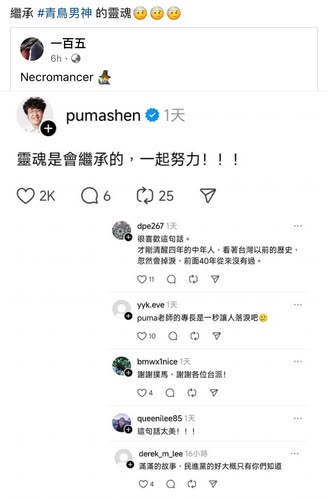 繼承 #青鳥男神 的靈魂🤕🤕🤕
一百五
6h ·
Necromancer 🧙
pumashen 1天
靈魂是會繼承的，一起努力！！！
2K 6 25
dpe267 1天
很喜歡這句話。
才剛清醒四年的中年人，看著台灣以前的歷史，
忽然會掉淚，前面40年從來沒有過。
11
yyk.eve 1天
puma老師的專長是一秒讓人落淚吧🥲
10
bmwx1nice 1天
謝謝撲馬，謝謝各位台派！
4
queenilee85 1天
這句話太美！！！
derek_m_lee 16小時
滿滿的故事，民進黨的好大概只有你們知道
4